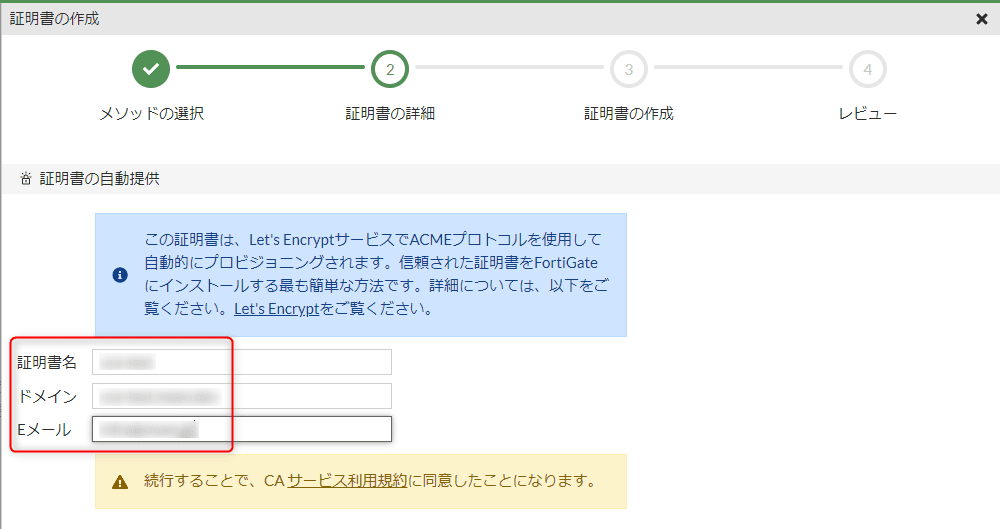 証明書の作成
2
3
4
メソッドの選択
証明書の詳細
証明書の作成
レビュー
証明書の自動提供
この証明書は、Let's EncryptサービスでACMEプロトコルを使用して
自動的にプロビジョニングされます。信頼された証明書をFortiGate
にインストールする最も簡単な方法です。詳細については、以下をご
覧ください。Let's Encryptをご覧ください。
証明書名
ドメイン
Eメール
続行することで、CA サービス利用規約に同意したことになります。